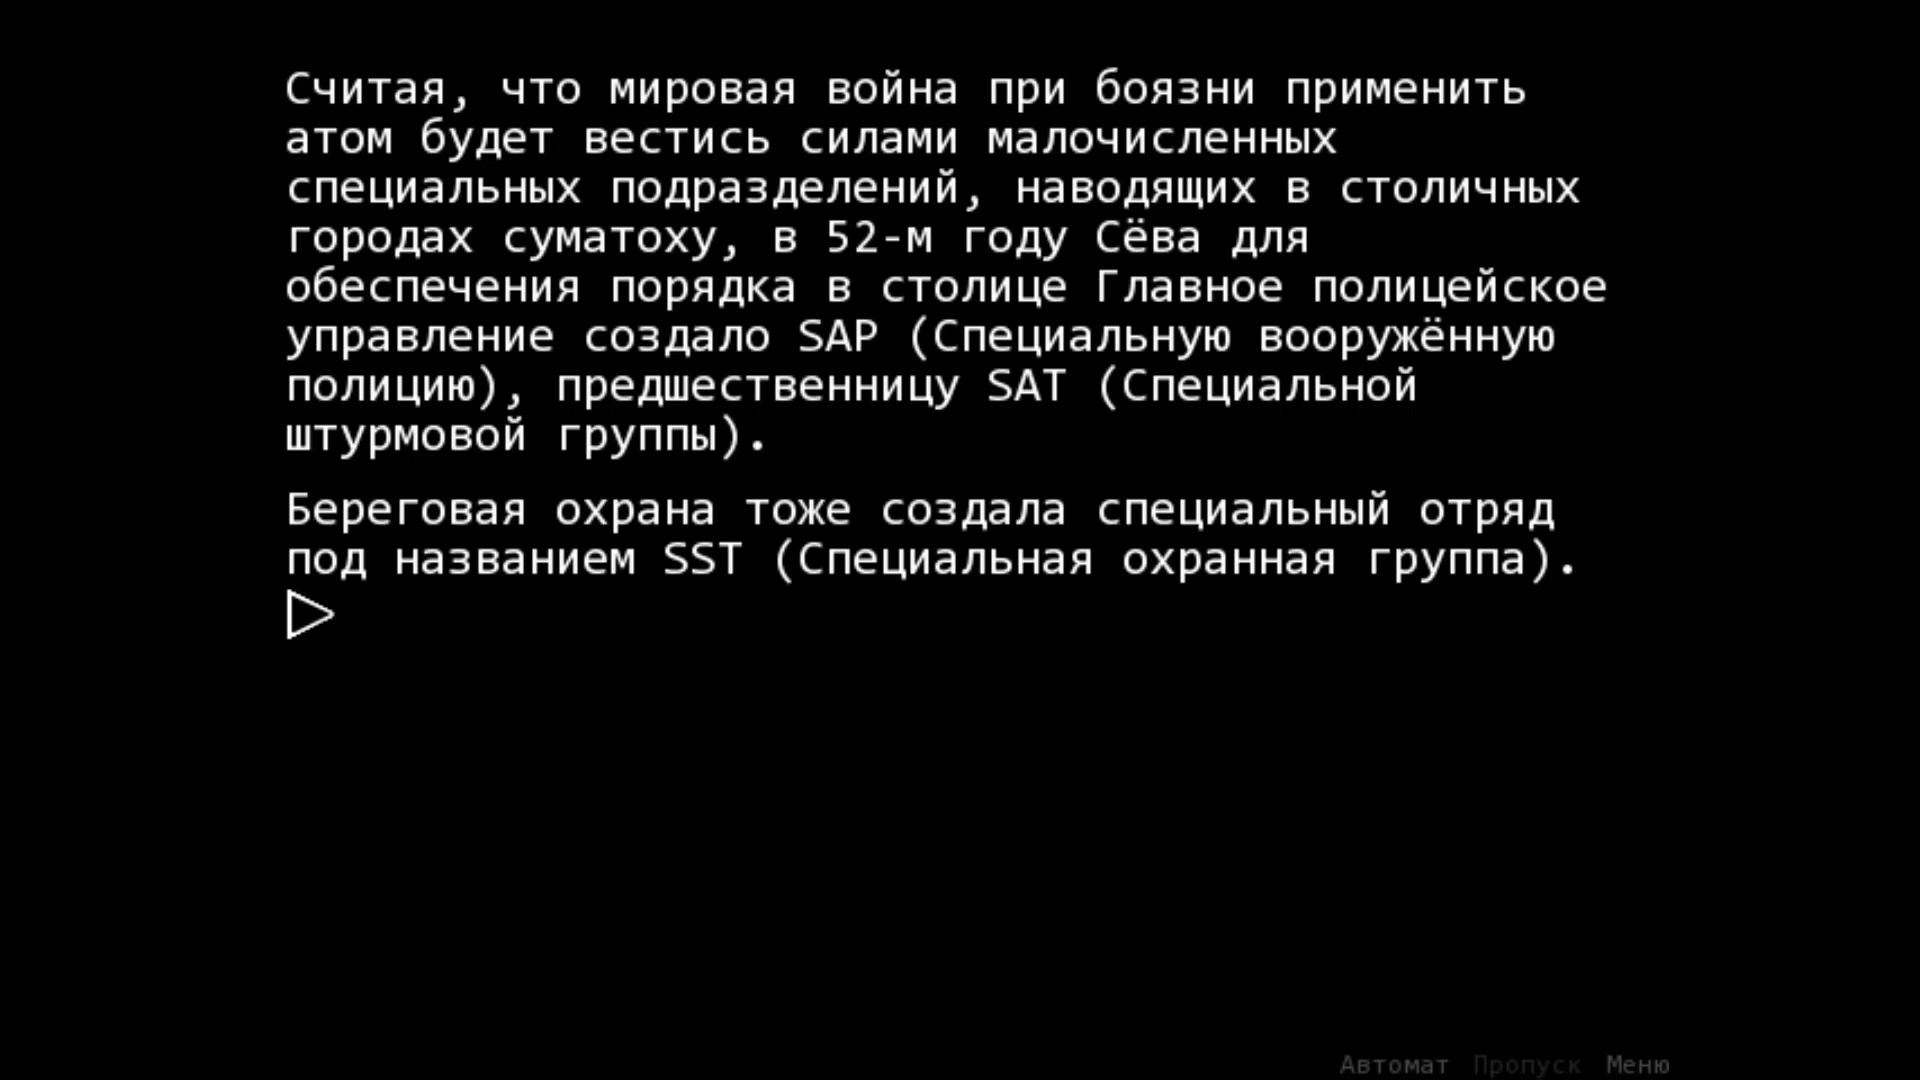 Считая, что мировая война при боязни применить
атом будет вестись силами малочисленных
специальных подразделений, наводящих в столичных
городах суматоху, в 52-м году Сёва для
обеспечения порядка в столице Главное полицейское
управление создало SAP (Специальную вооружённую
полицию), предшественницу SAT (Специальной
штурмовой группы).
Береговая охрана тоже создала специальный отряд
под названием SST (Специальная охранная группа).
Автомат Пропуск Меню